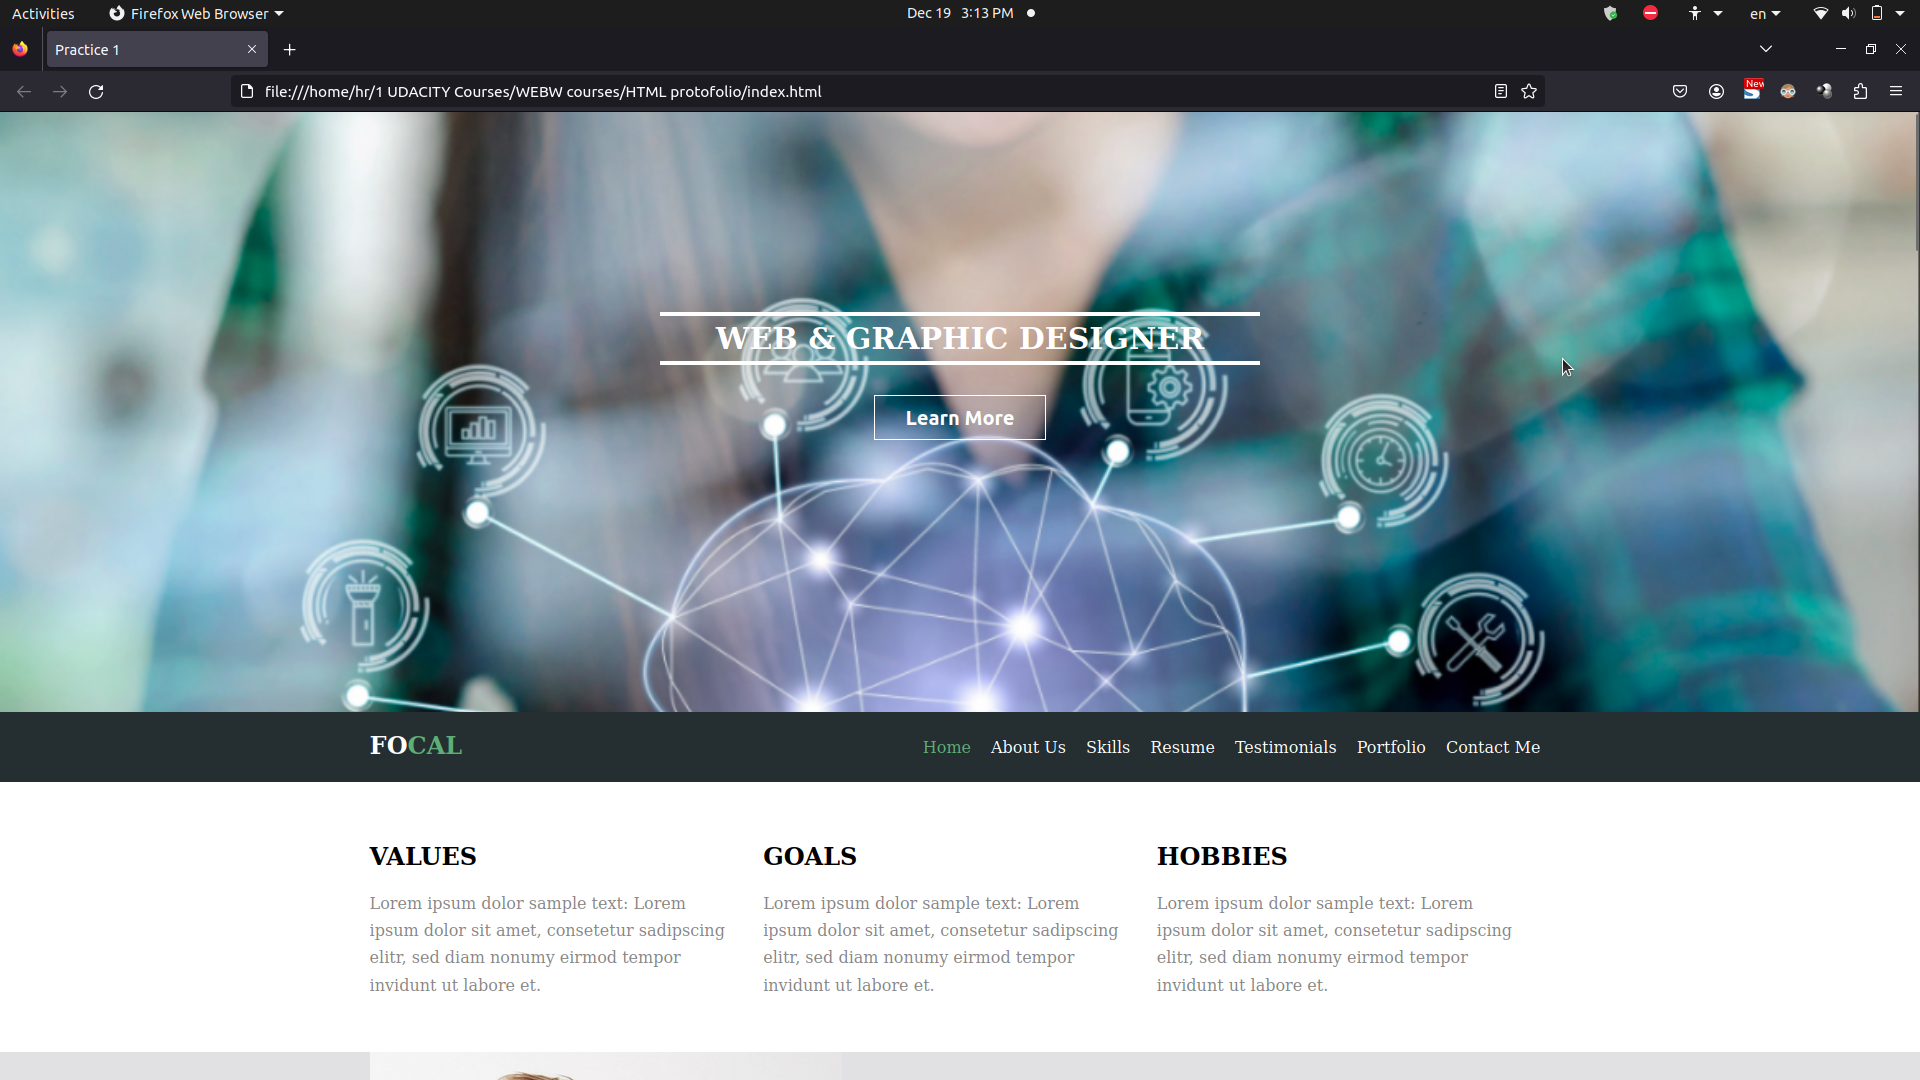 Activities Firefox Web Browser Dec 19 3:13 PM en
Practice 1
file:///home/hr/1 UDACITY Courses/WEBW courses/HTML protofolio/index.html New
WEB & GRAPHIC DESIGNER
Learn More
FOCAL Home About Us Skills Resume Testimonials Portfolio Contact Me
VALUES
Lorem ipsum dolor sample text: Lorem
ipsum dolor sit amet, consetetur sadipscing
elitr, sed diam nonumy eirmod tempor
invidunt ut labore et.
GOALS
Lorem ipsum dolor sample text: Lorem
ipsum dolor sit amet, consetetur sadipscing
elitr, sed diam nonumy eirmod tempor
invidunt ut labore et.
HOBBIES
Lorem ipsum dolor sample text: Lorem
ipsum dolor sit amet, consetetur sadipscing
elitr, sed diam nonumy eirmod tempor
invidunt ut labore et.